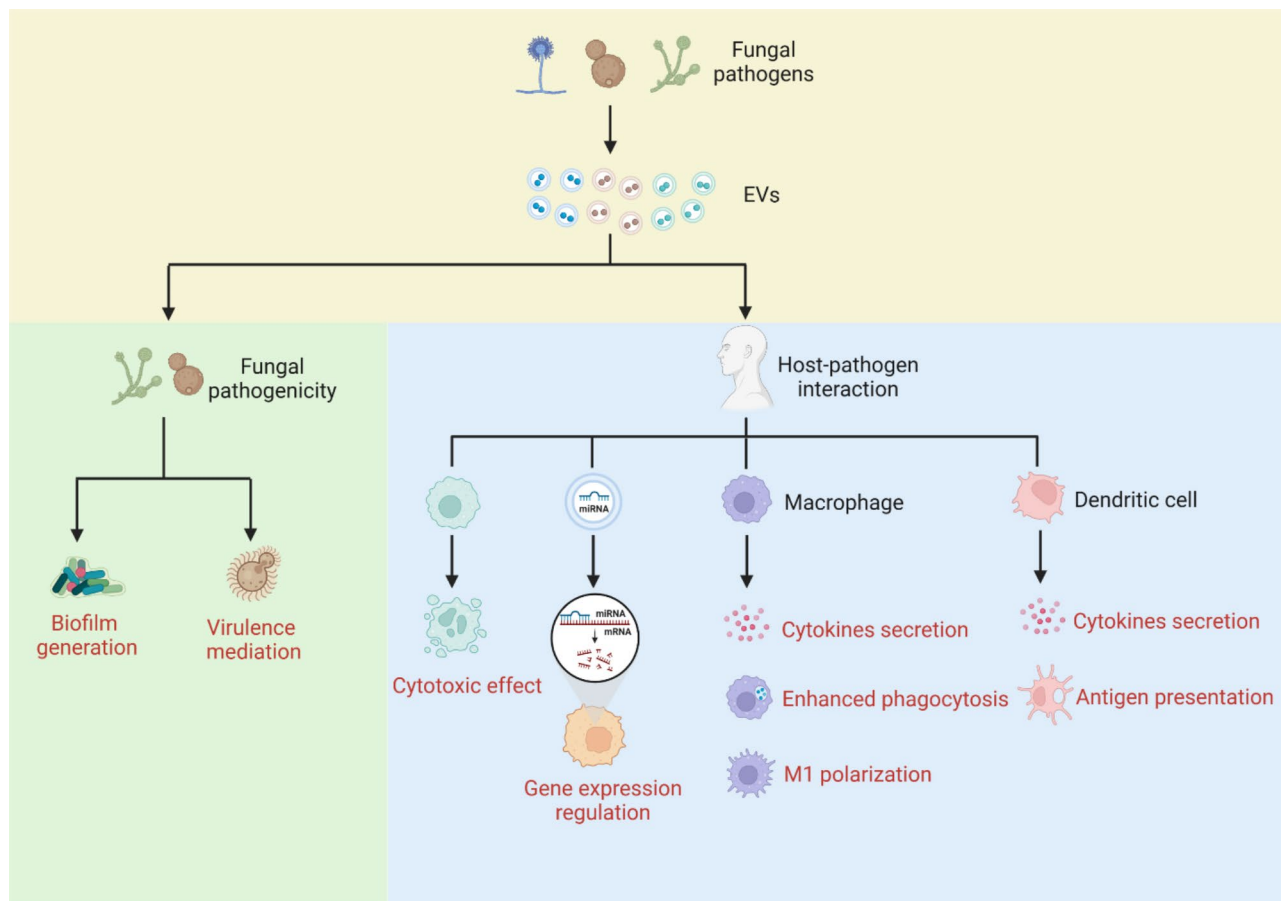 Fungal
pathogens
EVs
Fungal
pathogenicity
Biofilm
generation
Virulence
mediation
Host-pathogen
interaction
miRNA
Macrophage
Dendritic cell
Cytotoxic effect
miRNA
mRNA
Gene expression
regulation
Cytokines secretion
Enhanced phagocytosis
M1 polarization
Cytokines secretion
Antigen presentation